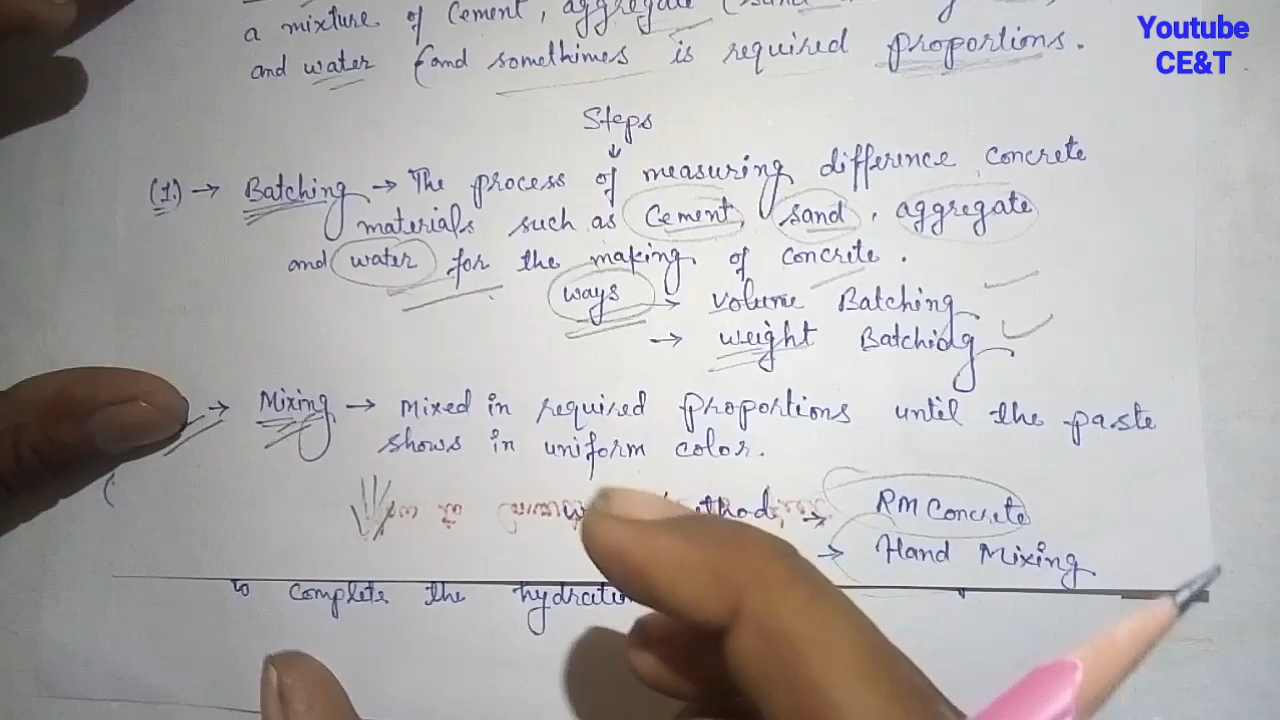 a mixture of Cement, aggregate (sand
and water (and somethimes is required proportions.
Youtube
CE&T
Steps
(1.) → Batching → The process of measuring difference concrete
materials such as Cement, sand, aggregate
and water for the making of concrete.
ways → volume Batching
→ weight Batchidg
→ Mixing → Mixed in required proportions until the paste
shows in uniform color.
→ RM Concrete
→ Hand Mixing
to complete the